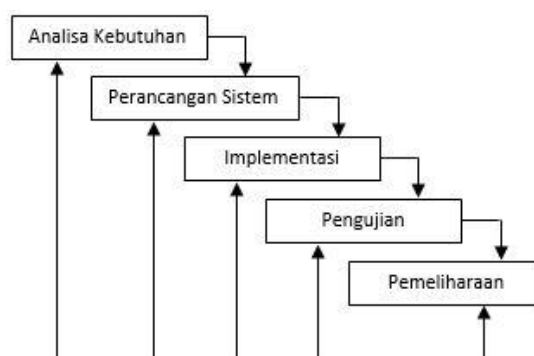 Analisa Kebutuhan
Perancangan Sistem
Implementasi
Pengujian
Pemeliharaan